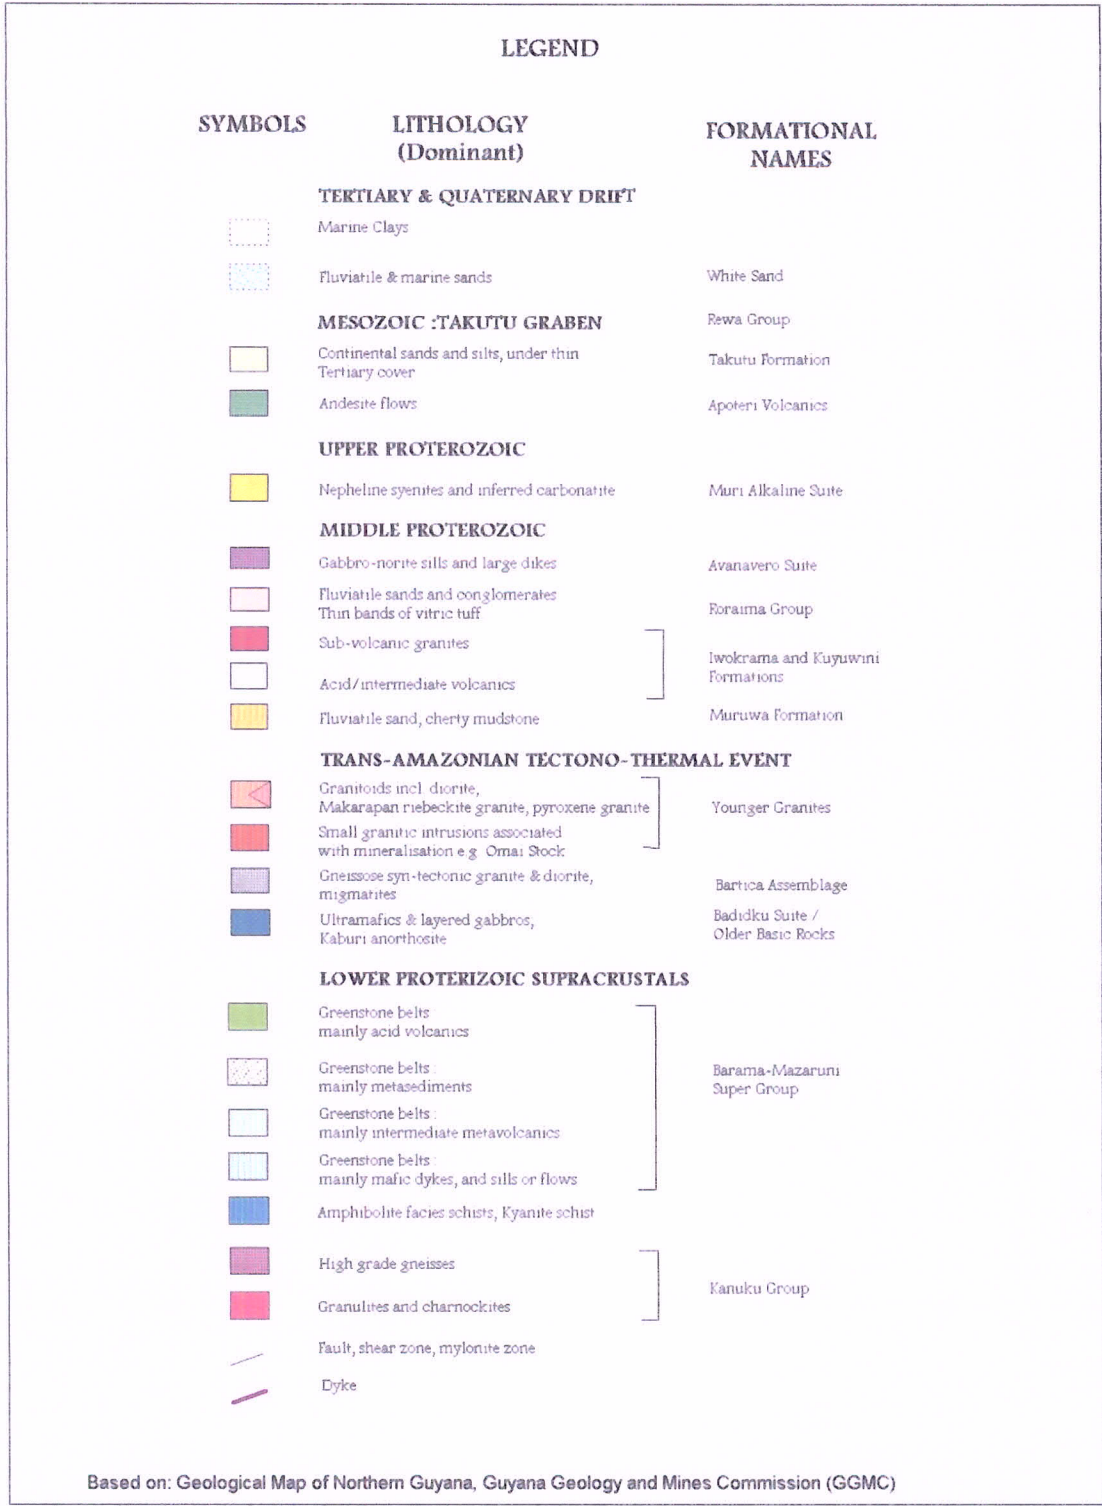 LEGEND
SYMBOLS
LITHOLOGY
(Dominant)
FORMATIONAL
NAMES
TERTIARY & QUATERNARY DRIFT
Marine Clays
Fluviatile & marine sands
White Sand
MESOZOIC :TAKUTU GRABEN
Rewa Group
Continental sands and silts, under thin
Tertiary cover
Takutu Formation
Andesite flows
Apoteri Volcanics
UPPER PROTEROZOIC
Nepheline syenites and inferred carbonatite
Muri Alkaline Suite
MIDDLE PROTEROZOIC
Gabbro-norite sills and large dikes
Avanavero Suite
Fluviatile sands and conglomerates
Thin bands of vitric tuff
Roraima Group
Sub-volcanic granites
Acid/intermediate volcanics
Iwokrama and Kuyuwini
Formations
Fluviatile sand, cherty mudstone
Muruwa Formation
TRANS-AMAZONIAN TECTONO-THERMAL EVENT
Granitoids incl. diorite,
Makarapan riebeckite granite, pyroxene granite
Younger Granites
Small granitic intrusions associated
with mineralisation e.g. Omai Stock
Gneissose syn-tectonic granite & diorite,
migmatites
Bartica Assemblage
Ultramafics & layered gabbros,
Kaburi anorthosite
Badidku Suite /
Older Basic Rocks
LOWER PROTERIZOIC SUPRACRUSTALS
Greenstone belts
mainly acid volcanics
Greenstone belts :
mainly metasediments
Barama-Mazaruni
Super Group
Greenstone belts :
mainly intermediate metavolcanics
Greenstone belts :
mainly mafic dykes, and sills or flows
Amphibolite facies schists, Kyanite schist
High grade gneisses
Granulites and charnockites
Kanuku Group
Fault, shear zone, mylonite zone
Dyke
Based on: Geological Map of Northern Guyana, Guyana Geology and Mines Commission (GGMC)